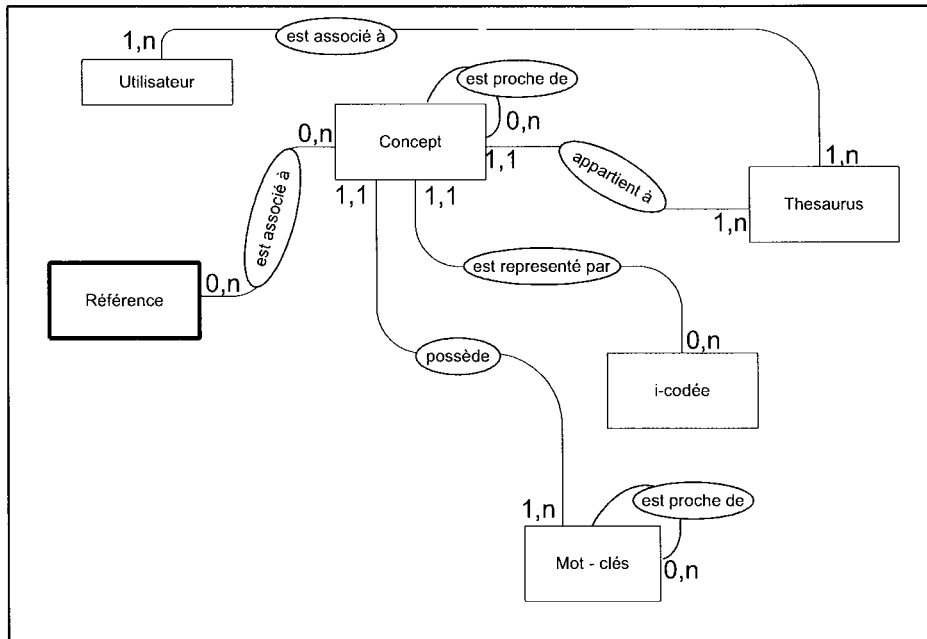 est associé à
1,n
Utilisateur
est proche de
0,n
0,n
Concept
1,1
1,1
1,1
appartient à
1,n
1,n
Thesaurus
est associé à
0,n
Référence
est representé par
0,n
i-codée
possède
1,n
est proche de
0,n
Mot - clés